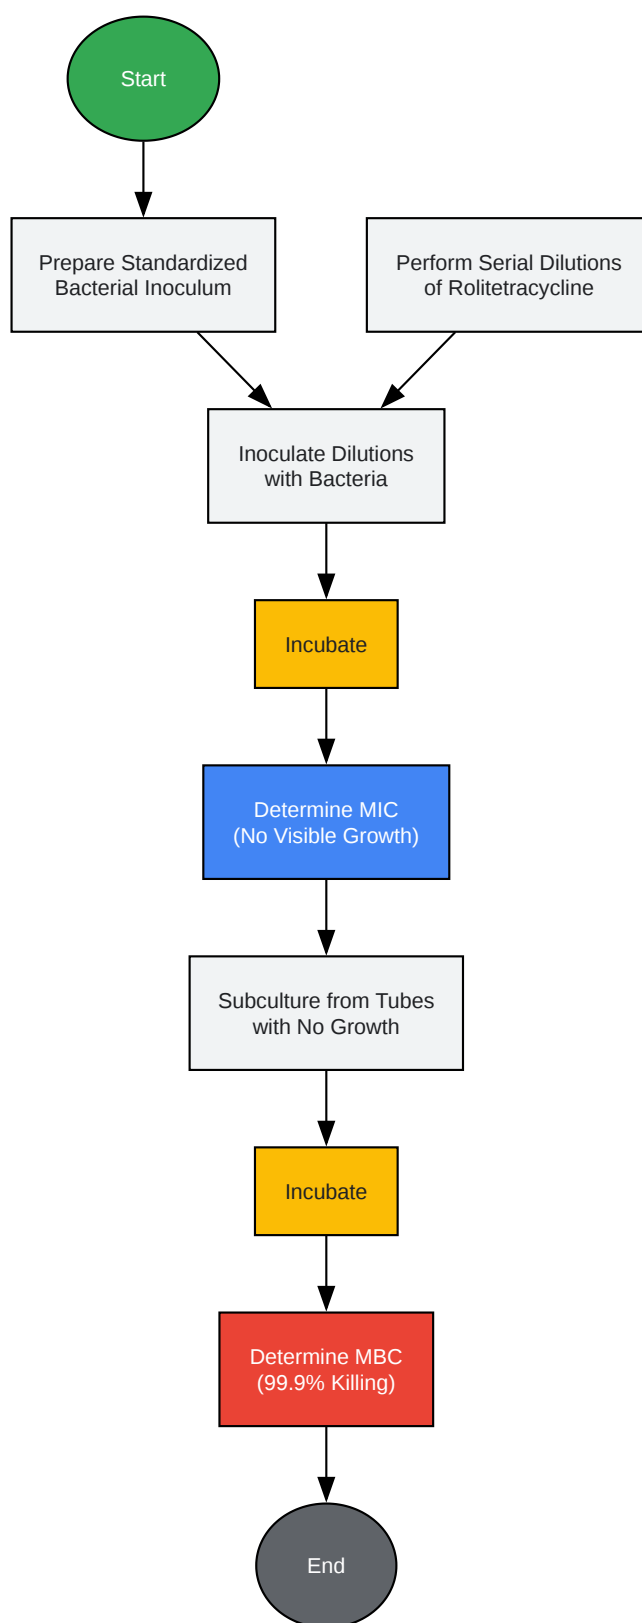 Start
Prepare Standardized
Bacterial Inoculum
Perform Serial Dilutions
of Rolitetracycline
Inoculate Dilutions
with Bacteria
Incubate
Determine MIC
(No Visible Growth)
Subculture from Tubes
with No Growth
Incubate
Determine MBC
(99.9% Killing)
End